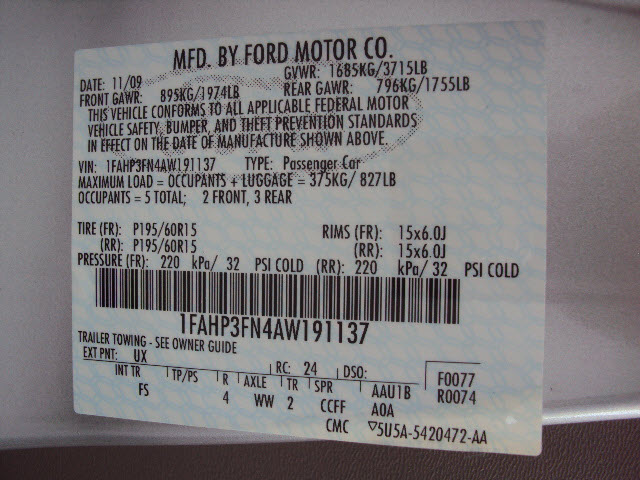 MFD. BY FORD MOTOR CO.
DATE: 11/09 GVWR: 1685KG/3715LB
FRONT GAWR: 895KG/1974LB REAR GAWR: 796KG/1755LB
THIS VEHICLE CONFORMS TO ALL APPLICABLE FEDERAL MOTOR
VEHICLE SAFETY, BUMPER, AND THEFT PREVENTION STANDARDS
IN EFFECT ON THE DATE OF MANUFACTURE SHOWN ABOVE.
VIN: 1FAHP3FN4AW191137 TYPE: Passenger Car
MAXIMUM LOAD = OCCUPANTS + LUGGAGE = 375KG/ 827LB
OCCUPANTS = 5 TOTAL; 2 FRONT, 3 REAR
TIRE (FR): P195/60R15 RIMS (FR): 15x6.0J
(RR): P195/60R15 (RR): 15x6.0J
PRESSURE (FR): 220 kPa/ 32 PSI COLD (RR): 220 kPa/ 32 PSI COLD
1FAHP3FN4AW191137
TRAILER TOWING - SEE OWNER GUIDE
EXT PNT: UX RC: 24 DSO:
INT TR TP/PS R AXLE TR SPR AAU1B F0077
FS 4 WW 2 CCFF AOA R0074
CMC ▽5U5A-5420472-AA